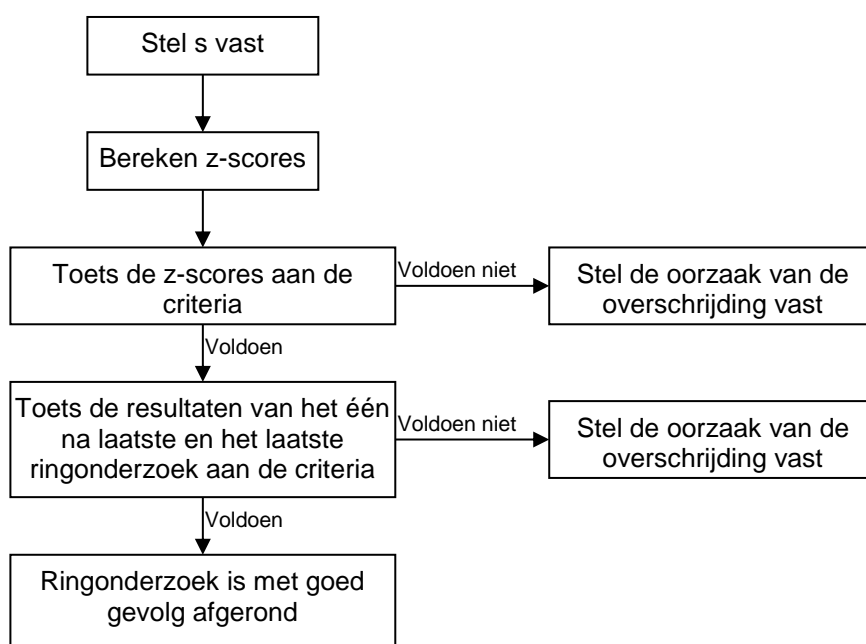 Stel s vast
Bereken z-scores
Toets de z-scores aan de
criteria
Voldoen niet
Stel de oorzaak van de
overschrijding vast
Voldoen
Toets de resultaten van het één
na laatste en het laatste
ringonderzoek aan de criteria
Voldoen niet
Stel de oorzaak van de
overschrijding vast
Voldoen
Ringonderzoek is met goed
gevolg afgerond